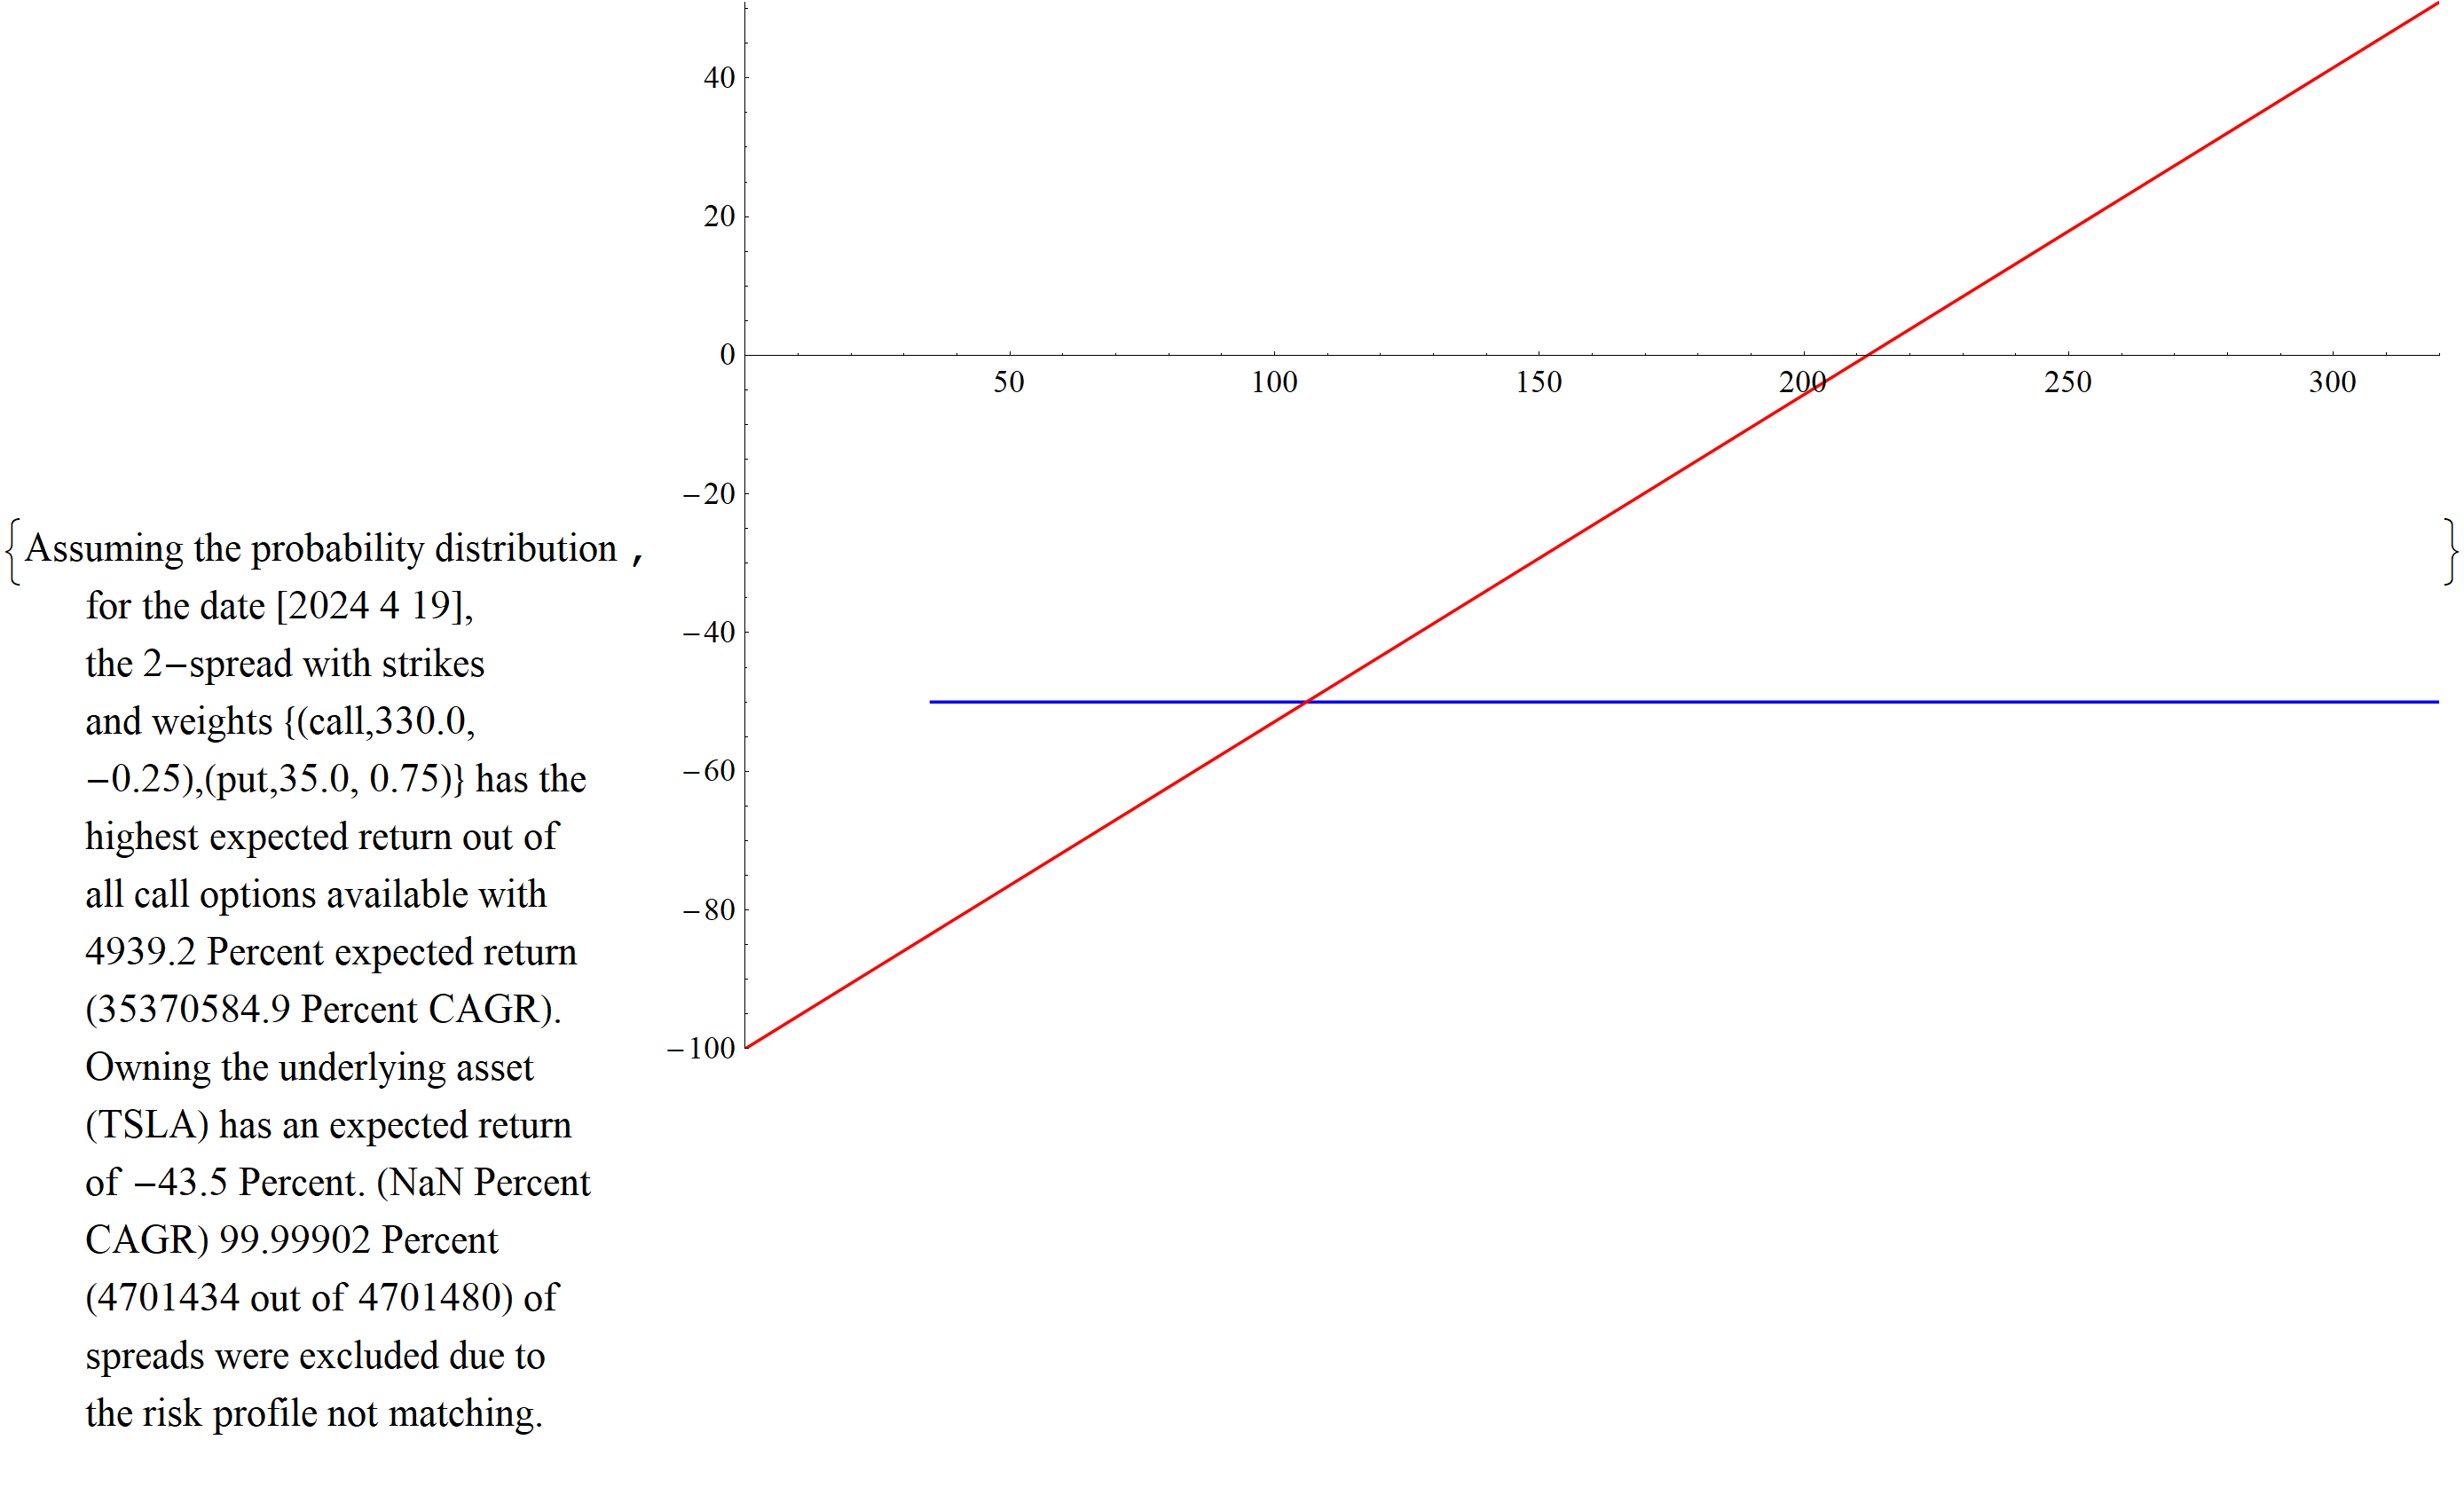 40
20
0
50 100 150 200 250 300
−20
{Assuming the probability distribution ,
for the date [2024 4 19],
the 2−spread with strikes
and weights {(call,330.0,
−0.25),(put,35.0, 0.75)} has the
highest expected return out of
all call options available with
4939.2 Percent expected return
(35370584.9 Percent CAGR).
Owning the underlying asset
(TSLA) has an expected return
of −43.5 Percent. (NaN Percent
CAGR) 99.99902 Percent
(4701434 out of 4701480) of
spreads were excluded due to
the risk profile not matching.
−40
−60
−80
−100
}